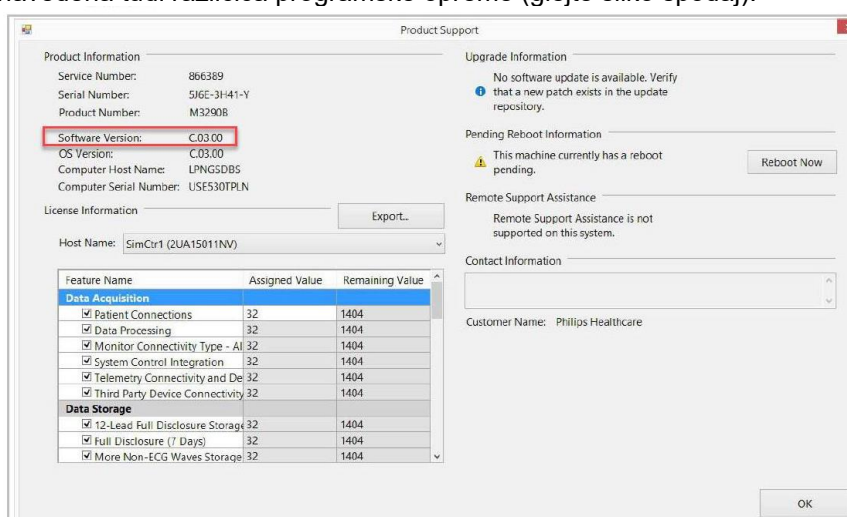 Product Support
Product Information
Service Number: 866389
Serial Number: 5J6E-3H41-Y
Product Number: M3290B
Software Version: C.03.00
OS Version: C.03.00
Computer Host Name: LPNGSDBS
Computer Serial Number: USE530TPLN
License Information
Export...
Host Name: SimCtr1 (2UA15011NV)
Feature Name Assigned Value Remaining Value
Data Acquisition
Patient Connections 32 1404
Data Processing 32 1404
Monitor Connectivity Type - Al 32 1404
System Control Integration 32 1404
Telemetry Connectivity and De 32 1404
Third Party Device Connectivity 32 1404
Data Storage
12-Lead Full Disclosure Storage 32 1404
Full Disclosure (7 Days) 32 1404
More Non-ECG Waves Storage 32 1404
Upgrade Information
No software update is available. Verify
that a new patch exists in the update
repository.
Pending Reboot Information
This machine currently has a reboot
pending.
Reboot Now
Remote Support Assistance
Remote Support Assistance is not
supported on this system.
Contact Information
Customer Name: Philips Healthcare
OK